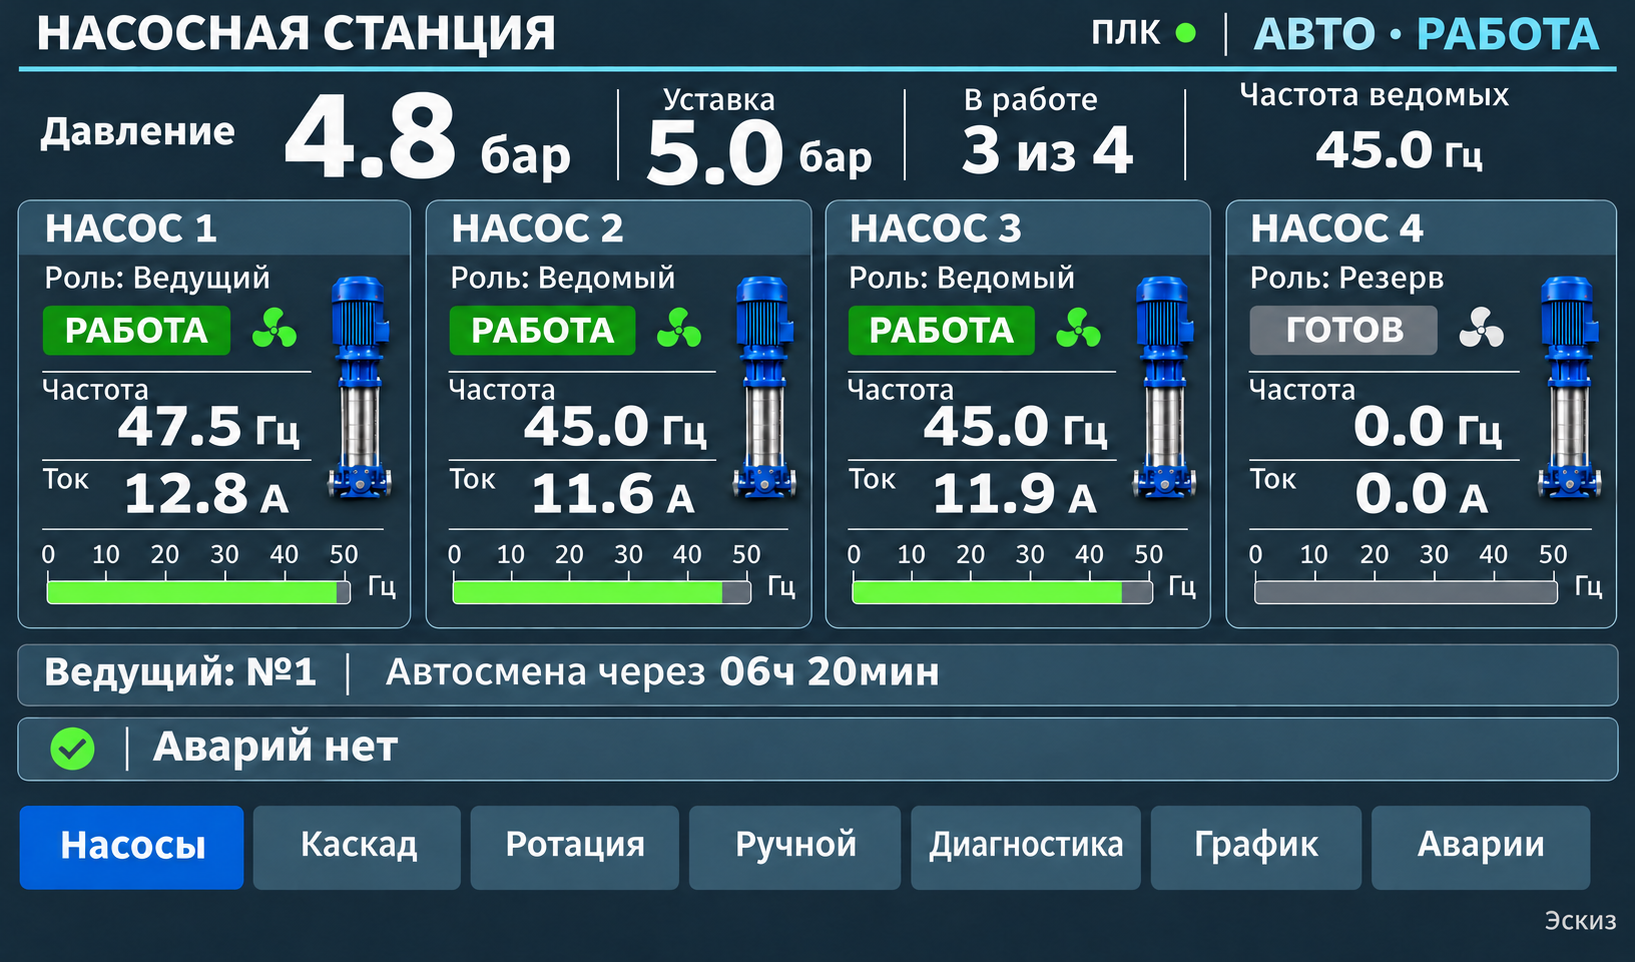 НАСОСНАЯ СТАНЦИЯ
ПЛК
АВТО • РАБОТА
Давление 4.8 бар
Уставка
5.0 бар
В работе
3 из 4
Частота ведомых
45.0 Гц
НАСОС 1
Роль: Ведущий
РАБОТА
Частота
47.5 Гц
Ток 12.8 А
0 10 20 30 40 50
Гц
НАСОС 2
Роль: Ведомый
РАБОТА
Частота
45.0 Гц
Ток 11.6 А
0 10 20 30 40 50
Гц
НАСОС 3
Роль: Ведомый
РАБОТА
Частота
45.0 Гц
Ток 11.9 А
0 10 20 30 40 50
Гц
НАСОС 4
Роль: Резерв
ГОТОВ
Частота
0.0 Гц
Ток 0.0 А
0 10 20 30 40 50
Гц
Ведущий: №1 | Автосмена через 06ч 20мин
Аварий нет
Насосы
Каскад
Ротация
Ручной
Диагностика
График
Аварии
Эскиз